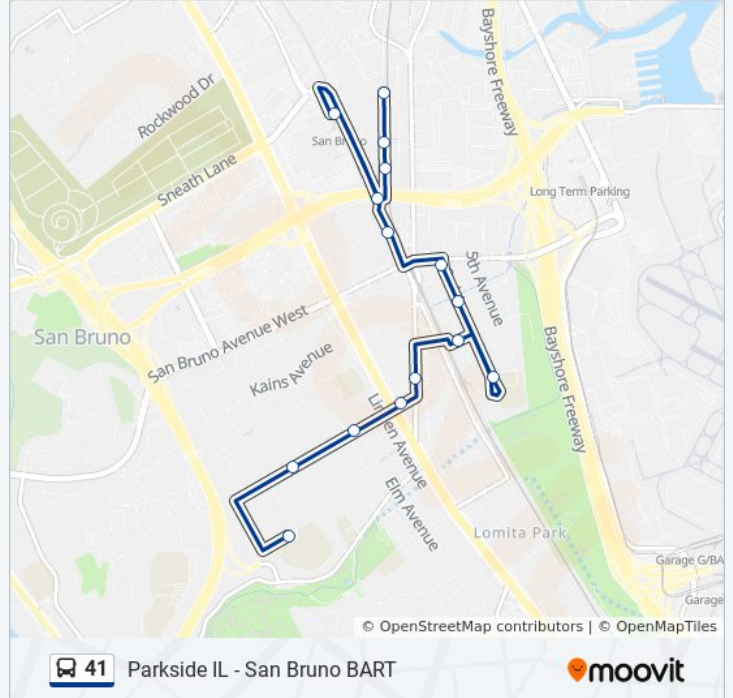 Bayshore Freeway
Rockwood Dr
San Bruno
Sneath Lane
Long Term Parking
5th Avenue
San Bruno
San Bruno Avenue West
Kains Avenue
Bayshore Freeway
Linden Avenue
Elm Avenue
Lomita Park
Garage G/BA
Garage
© OpenStreetMap contributors | © OpenMapTiles
41 Parkside IL - San Bruno BART
moovit